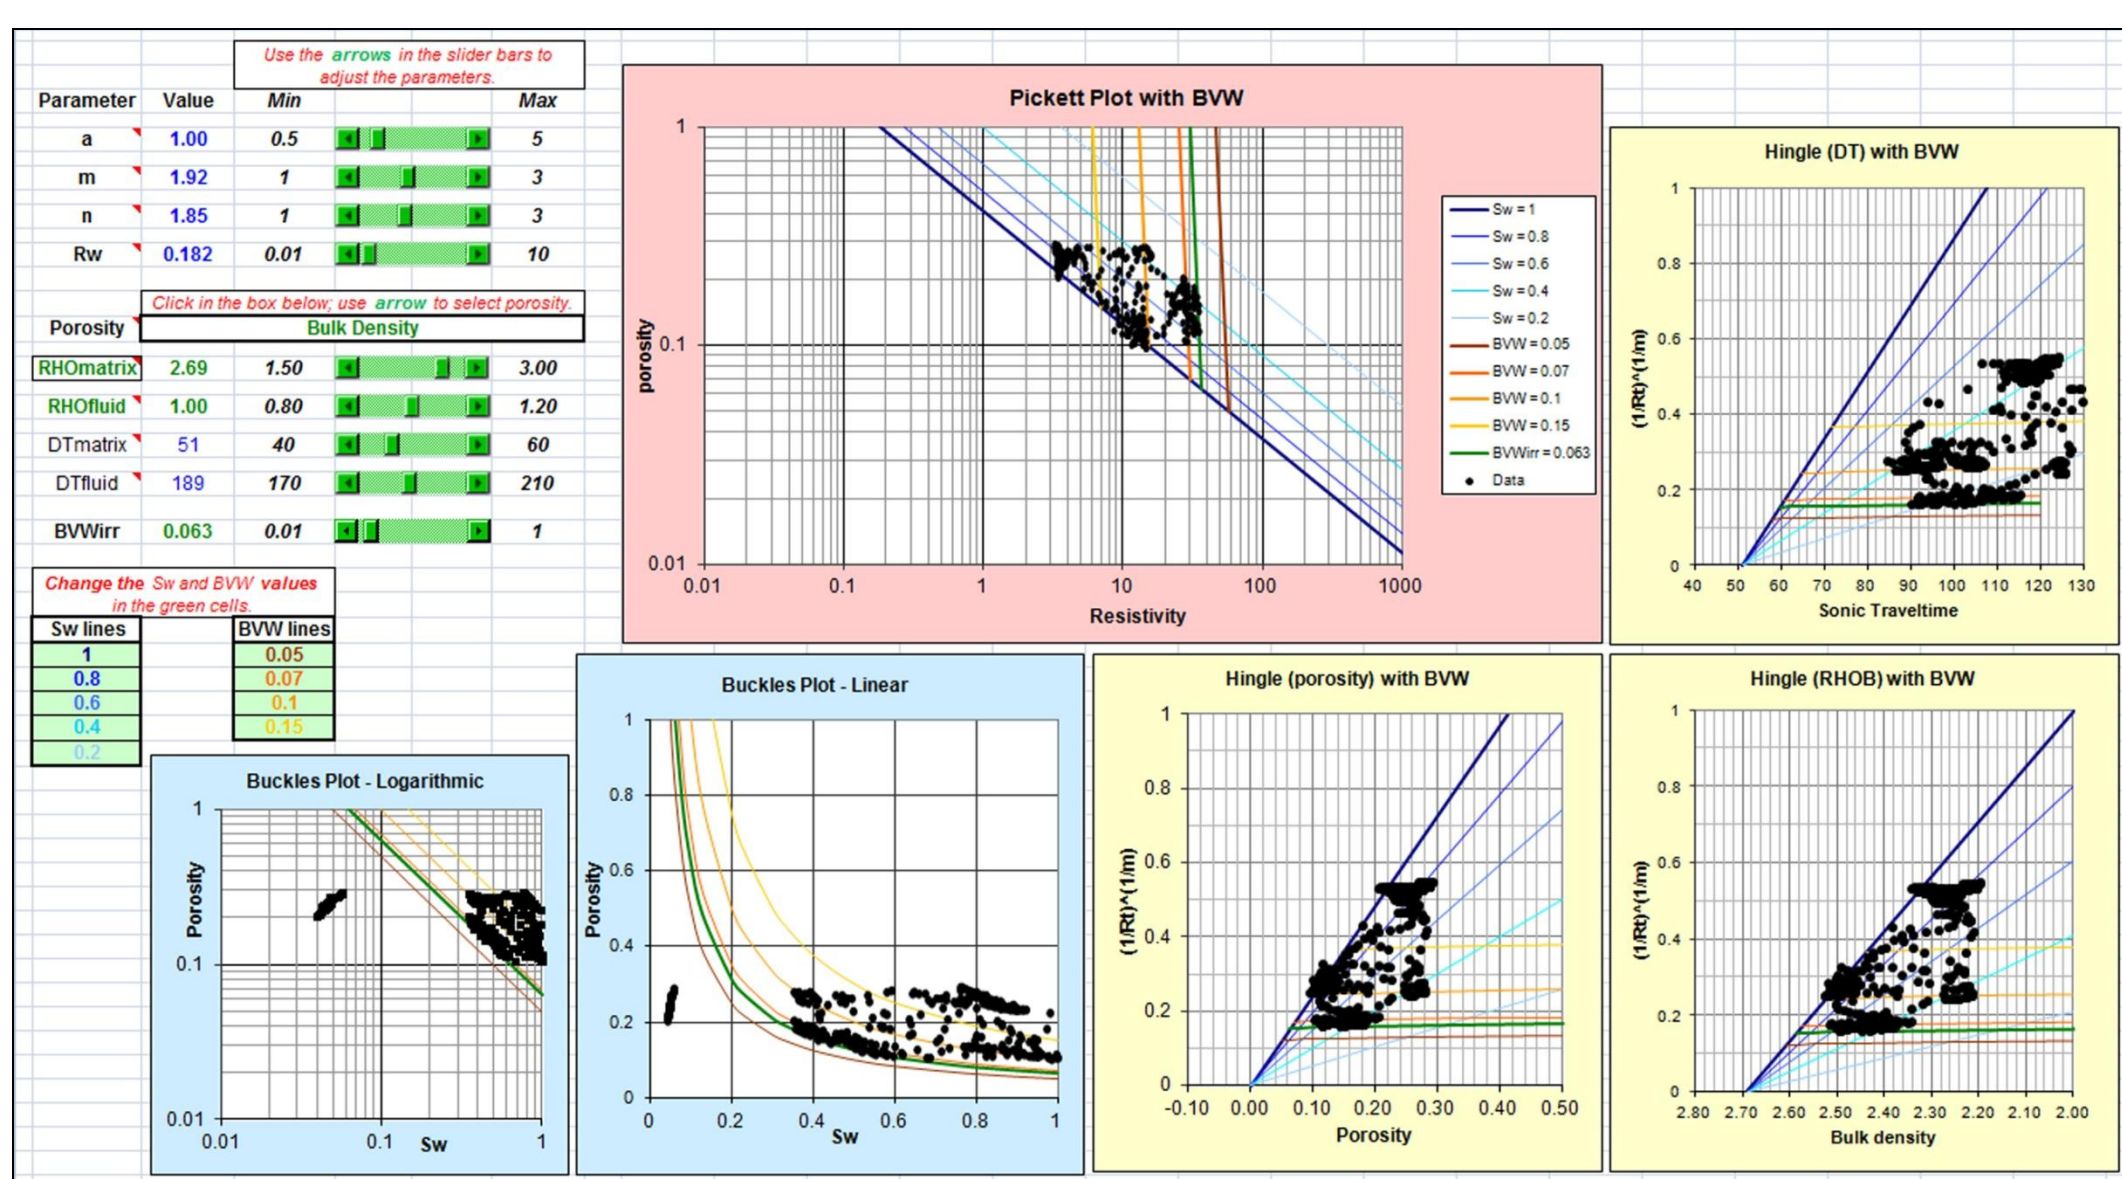 Use the arrows in the slider bars to
adjust the parameters.
Parameter Value Min Max
a 1.00 0.5 5
m 1.92 1 3
n 1.85 1 3
Rw 0.182 0.01 10
Click in the box below; use arrow to select porosity.
Porosity Bulk Density
RHOmatrix 2.69 1.50 3.00
RHOfluid 1.00 0.80 1.20
DTmatrix 51 40 60
DTfluid 189 170 210
BVWirr 0.063 0.01 1
Change the Sw and BVW values
in the green cells.
Sw lines BVW lines
1 0.05
0.8 0.07
0.6 0.1
0.4 0.15
0.2
Pickett Plot with BVW
porosity
1
0.1
0.01
0.01 0.1 1 10 100 1000
Resistivity
Sw = 1
Sw = 0.8
Sw = 0.6
Sw = 0.4
Sw = 0.2
BVW = 0.05
BVW = 0.07
BVW = 0.1
BVW = 0.15
BVWirr = 0.063
Data
Hingle (DT) with BVW
(1/Rt)^(1/m)
1
0.8
0.6
0.4
0.2
0
40 50 60 70 80 90 100 110 120 130
Sonic Traveltime
Buckles Plot - Logarithmic
Porosity
1
0.1
0.01
0.01 0.1 1
Sw
Buckles Plot - Linear
Porosity
1
0.8
0.6
0.4
0.2
0
0 0.2 0.4 0.6 0.8 1
Sw
Hingle (porosity) with BVW
(1/Rt)^(1/m)
1
0.8
0.6
0.4
0.2
0
-0.10 0.00 0.10 0.20 0.30 0.40 0.50
Porosity
Hingle (RHOB) with BVW
(1/Rt)^(1/m)
1
0.8
0.6
0.4
0.2
0
2.80 2.70 2.60 2.50 2.40 2.30 2.20 2.10 2.00
Bulk density